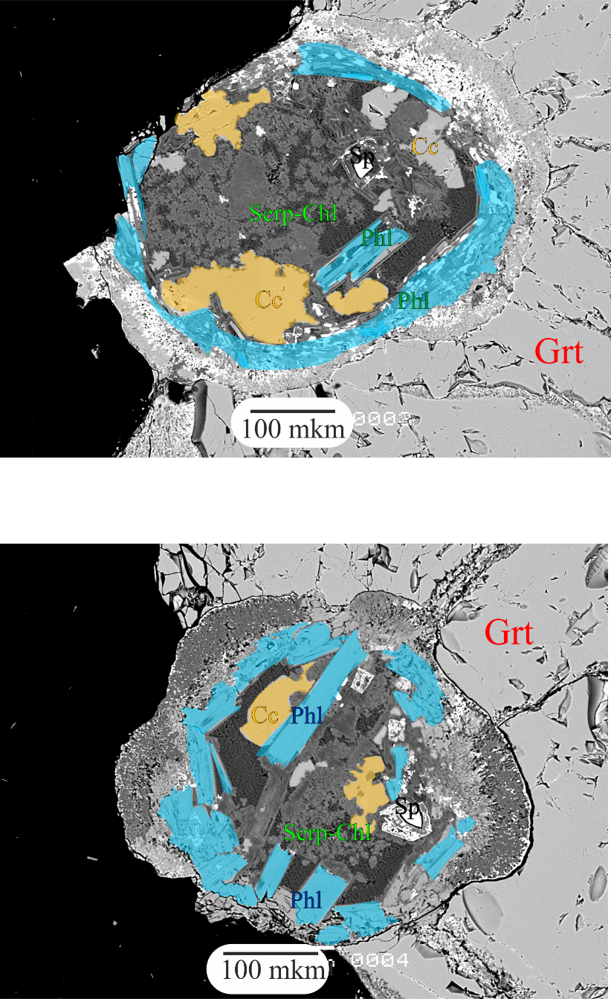 Cc
Sp
Serp-Chl
Phl
Cc
Phl
Grt
0003
100 mkm
Grt
Cc
Phl
Sp
Serp-Chl
Phl
0004
100 mkm